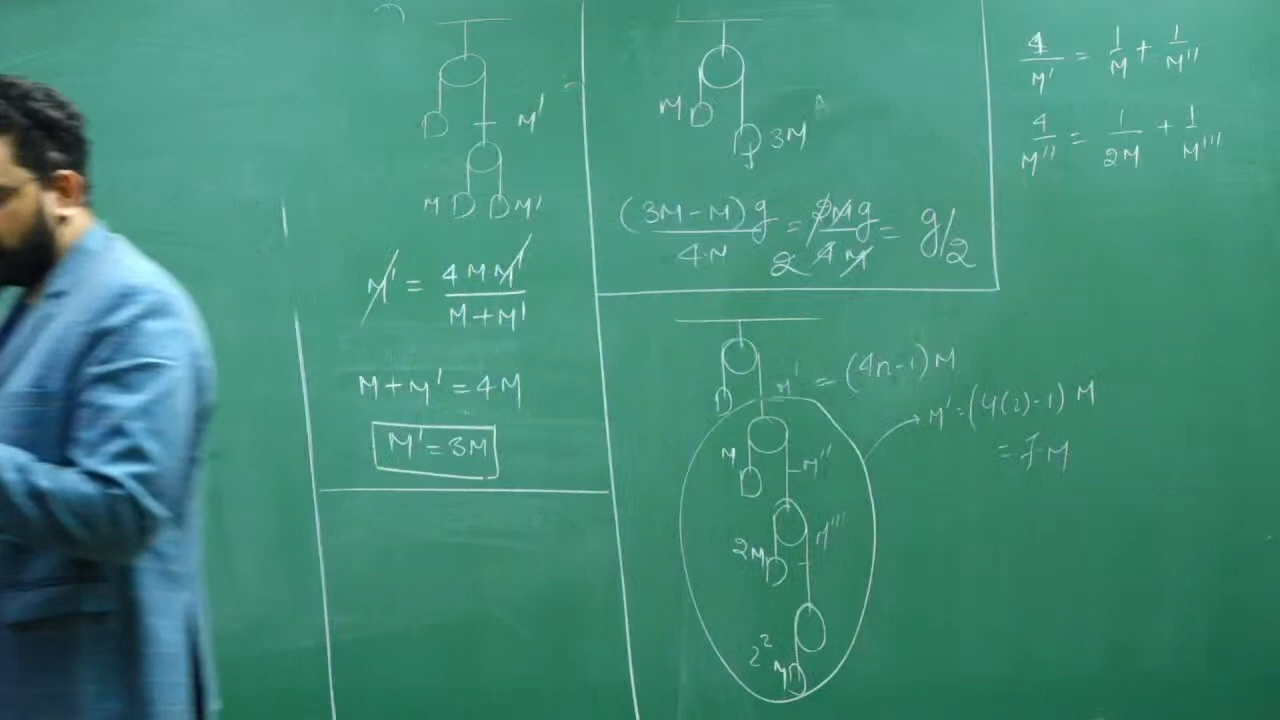 M'
M M'
M' = 4MM' / M+M'
M+M' = 4M
M' = 3M
M 3M
(3M-M)g / 4M = 2Mg / 4M = g/2
2
M' = (4n-1)M
M'=(4(2)-1)M
= 7M
M M''
2M M'''
2² M
4/M' = 1/M + 1/M''
4/M'' = 1/2M + 1/M'''